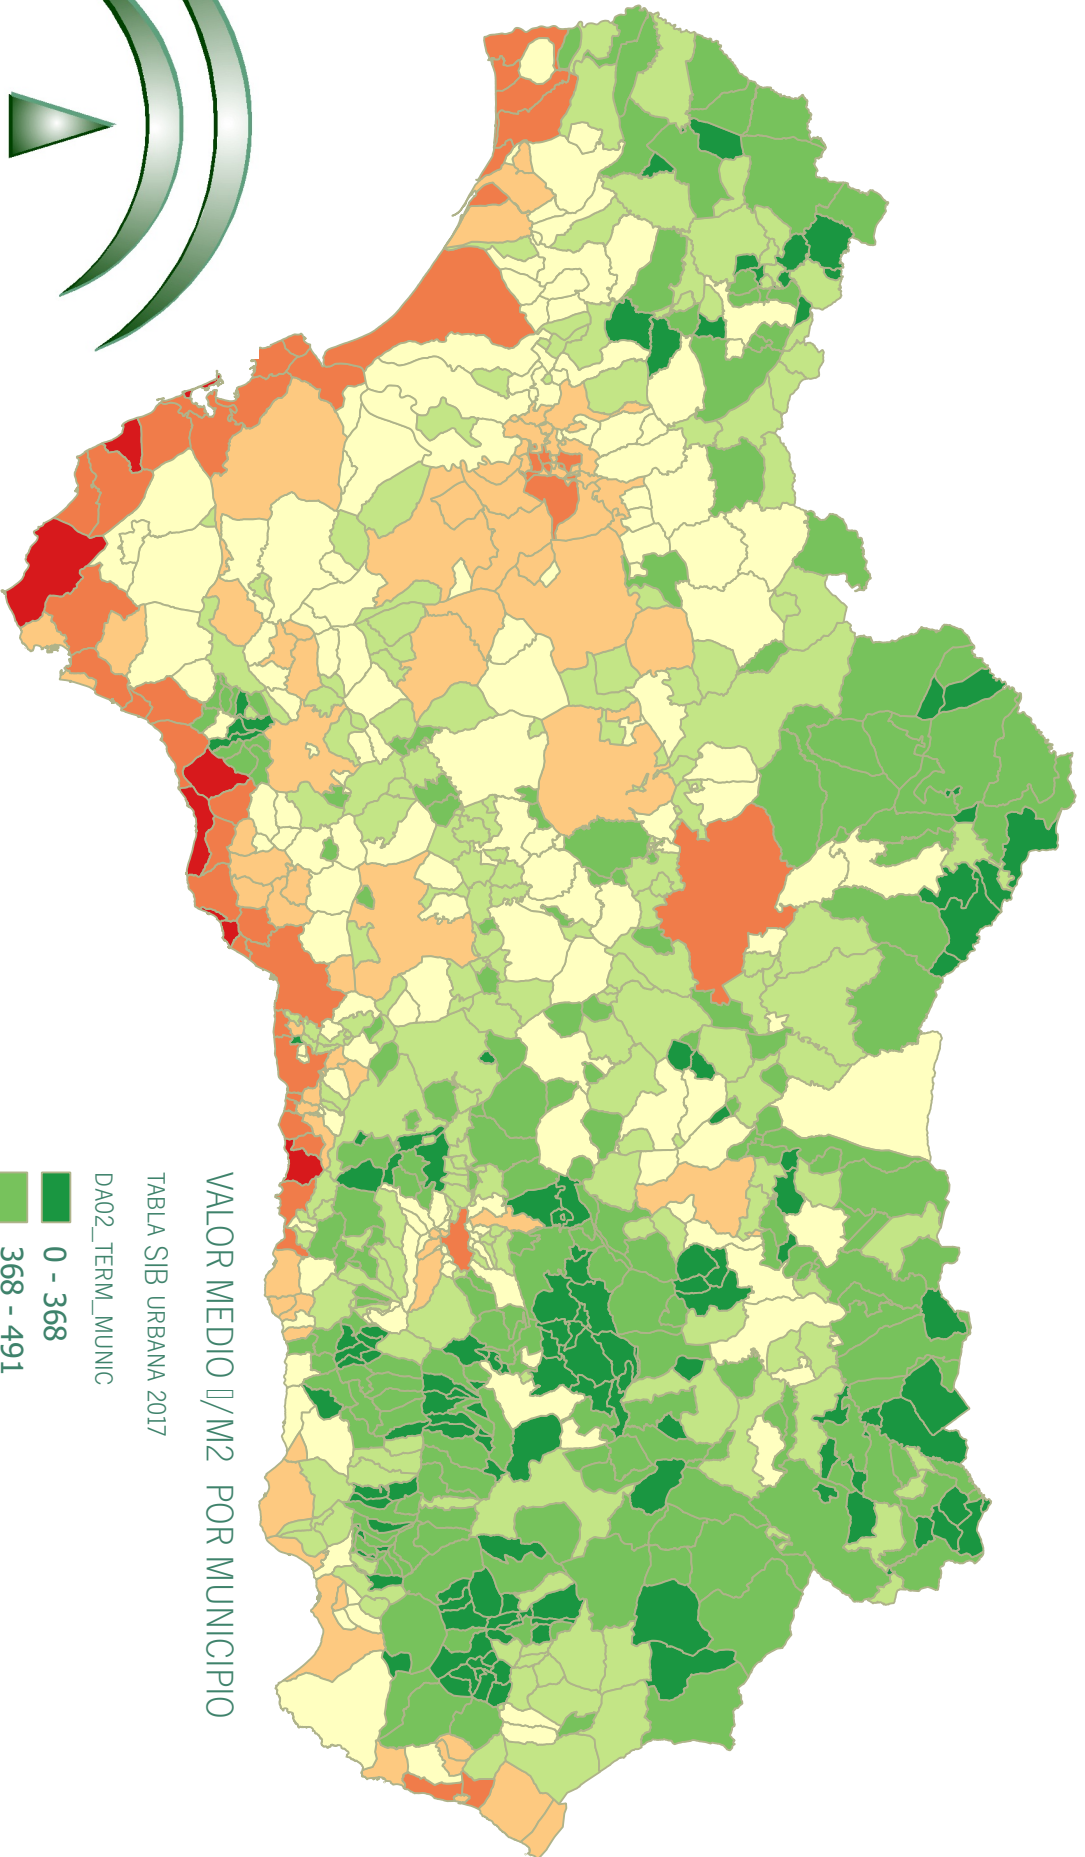 VALOR MEDIO ▯/M2 POR MUNICIPIO
TABLA SIB URBANA 2017
DA02_TERM_MUNIC
0 - 368
368 - 491